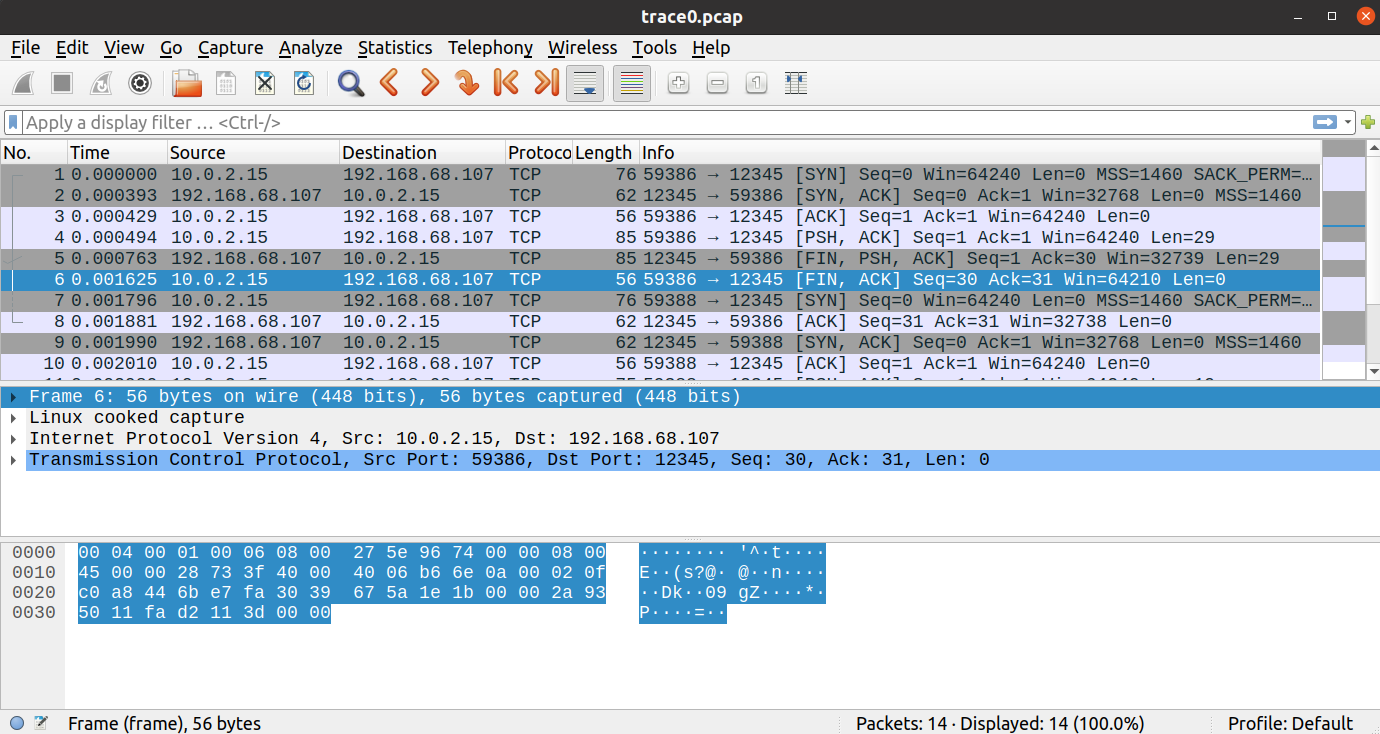 trace0.pcap
File Edit View Go Capture Analyze Statistics Telephony Wireless Tools Help
Apply a display filter … <Ctrl-/>
No. Time Source Destination Protoco Length Info
1 0.000000 10.0.2.15 192.168.68.107 TCP 76 59386 → 12345 [SYN] Seq=0 Win=64240 Len=0 MSS=1460 SACK_PERM=…
2 0.000393 192.168.68.107 10.0.2.15 TCP 62 12345 → 59386 [SYN, ACK] Seq=0 Ack=1 Win=32768 Len=0 MSS=1460
3 0.000429 10.0.2.15 192.168.68.107 TCP 56 59386 → 12345 [ACK] Seq=1 Ack=1 Win=64240 Len=0
4 0.000494 10.0.2.15 192.168.68.107 TCP 85 59386 → 12345 [PSH, ACK] Seq=1 Ack=1 Win=64240 Len=29
5 0.000763 192.168.68.107 10.0.2.15 TCP 85 12345 → 59386 [FIN, PSH, ACK] Seq=1 Ack=30 Win=32739 Len=29
6 0.001625 10.0.2.15 192.168.68.107 TCP 56 59386 → 12345 [FIN, ACK] Seq=30 Ack=31 Win=64210 Len=0
7 0.001796 10.0.2.15 192.168.68.107 TCP 76 59388 → 12345 [SYN] Seq=0 Win=64240 Len=0 MSS=1460 SACK_PERM=…
8 0.001881 192.168.68.107 10.0.2.15 TCP 62 12345 → 59386 [ACK] Seq=31 Ack=31 Win=32738 Len=0
9 0.001990 192.168.68.107 10.0.2.15 TCP 62 12345 → 59388 [SYN, ACK] Seq=0 Ack=1 Win=32768 Len=0 MSS=1460
10 0.002010 10.0.2.15 192.168.68.107 TCP 56 59388 → 12345 [ACK] Seq=1 Ack=1 Win=64240 Len=0
Frame 6: 56 bytes on wire (448 bits), 56 bytes captured (448 bits)
Linux cooked capture
Internet Protocol Version 4, Src: 10.0.2.15, Dst: 192.168.68.107
Transmission Control Protocol, Src Port: 59386, Dst Port: 12345, Seq: 30, Ack: 31, Len: 0
0000 00 04 00 01 00 06 08 00 27 5e 96 74 00 00 08 00 ········ '^·t····
0010 45 00 00 28 73 3f 40 00 40 06 b6 6e 0a 00 02 0f E··(s?@· @··n····
0020 c0 a8 44 6b e7 fa 30 39 67 5a 1e 1b 00 00 2a 93 ··Dk··09 gZ····*·
0030 50 11 fa d2 11 3d 00 00 P····=··
Frame (frame), 56 bytes Packets: 14 · Displayed: 14 (100.0%) Profile: Default